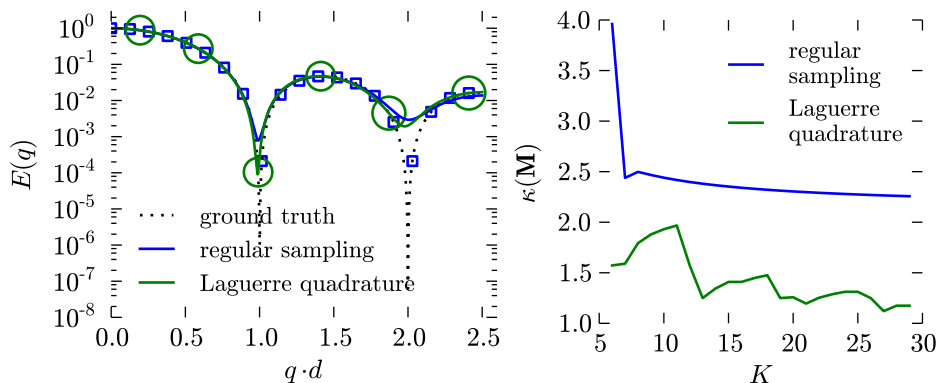 10⁰
10⁻¹
10⁻²
10⁻³
10⁻⁴
10⁻⁵
10⁻⁶
10⁻⁷
10⁻⁸
E(q)
ground truth
regular sampling
Laguerre quadrature
0.0 0.5 1.0 1.5 2.0 2.5
q · d
4.0
3.5
3.0
2.5
2.0
1.5
1.0
κ(M)
regular
sampling
Laguerre
quadrature
5 10 15 20 25 30
K